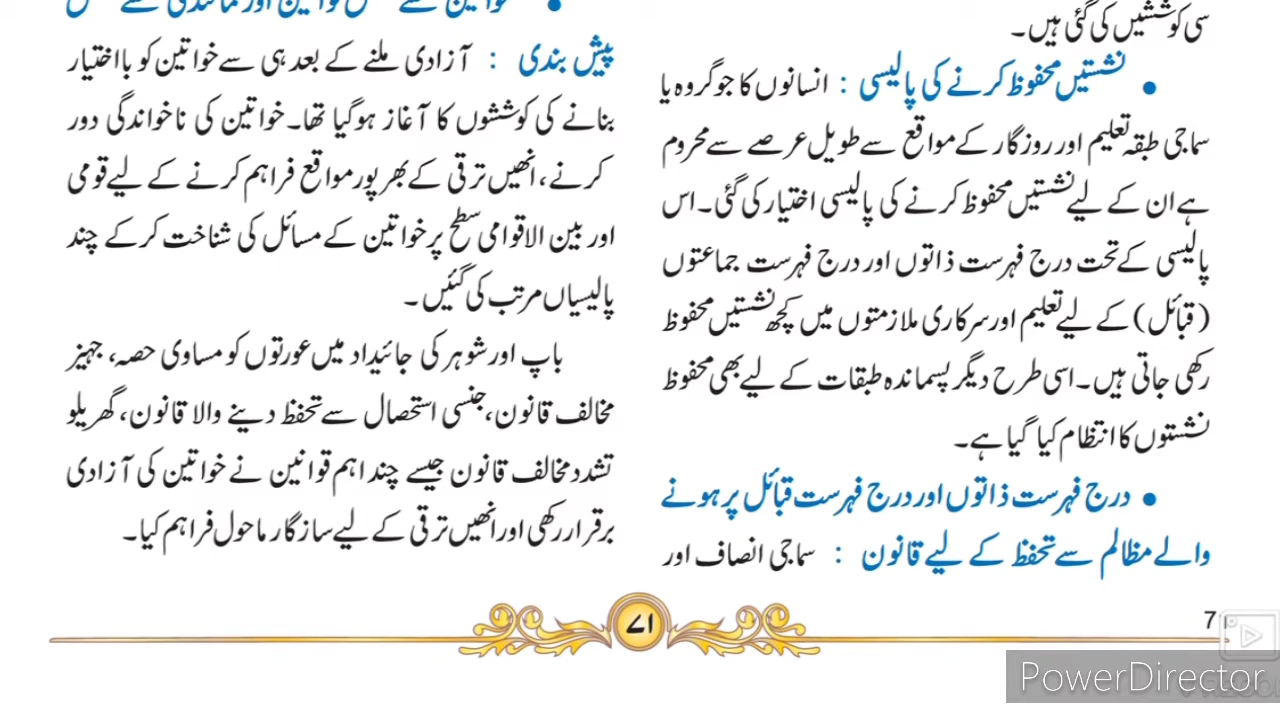 سی کوششیں کی گئی ہیں۔
• نشستیں محفوظ کرنے کی پالیسی : انسانوں کا جو گروہ یا
سماجی طبقہ تعلیم اور روزگار کے مواقع سے طویل عرصے سے محروم
ہے ان کے لیے نشستیں محفوظ کرنے کی پالیسی اختیار کی گئی۔ اس
پالیسی کے تحت درج فہرست ذاتوں اور درج فہرست جماعتوں
(قبائل) کے لیے تعلیم اور سرکاری ملازمتوں میں کچھ نشستیں محفوظ
رکھی جاتی ہیں۔ اسی طرح دیگر پسماندہ طبقات کے لیے بھی محفوظ
نشستوں کا انتظام کیا گیا ہے۔
• درج فہرست ذاتوں اور درج فہرست قبائل پر ہونے
والے مظالم سے تحفظ کے لیے قانون : سماجی انصاف اور
پیش بندی : آزادی ملنے کے بعد ہی سے خواتین کو بااختیار
بنانے کی کوششوں کا آغاز ہوگیا تھا۔ خواتین کی ناخواندگی دور
کرنے، انھیں ترقی کے بھرپور مواقع فراہم کرنے کے لیے قومی
اور بین الاقوامی سطح پر خواتین کے مسائل کی شناخت کرکے چند
پالیسیاں مرتب کی گئیں۔
باپ اور شوہر کی جائیداد میں عورتوں کو مساوی حصہ، جہیز
مخالف قانون، جنسی استحصال سے تحفظ دینے والا قانون، گھریلو
تشدد مخالف قانون جیسے چند اہم قوانین نے خواتین کی آزادی
برقرار رکھی اور انھیں ترقی کے لیے سازگار ماحول فراہم کیا۔
۷۱
71
PowerDirector